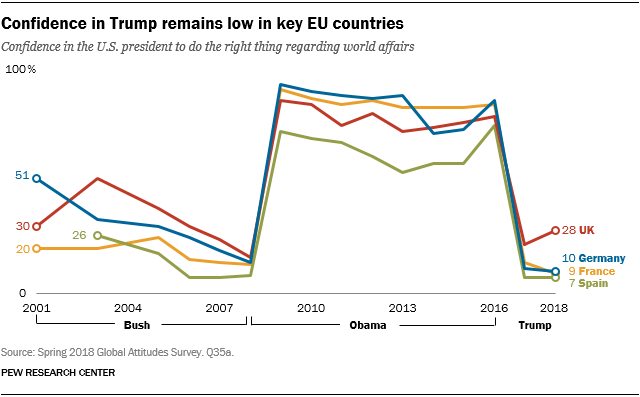 Confidence in Trump remains low in key EU countries
Confidence in the U.S. president to do the right thing regarding world affairs
100%
51
30
26
20
28 UK
10 Germany
9 France
7 Spain
0
2001 2004 2007 2010 2013 2016 2018
Bush Obama Trump
Source: Spring 2018 Global Attitudes Survey. Q35a.
PEW RESEARCH CENTER